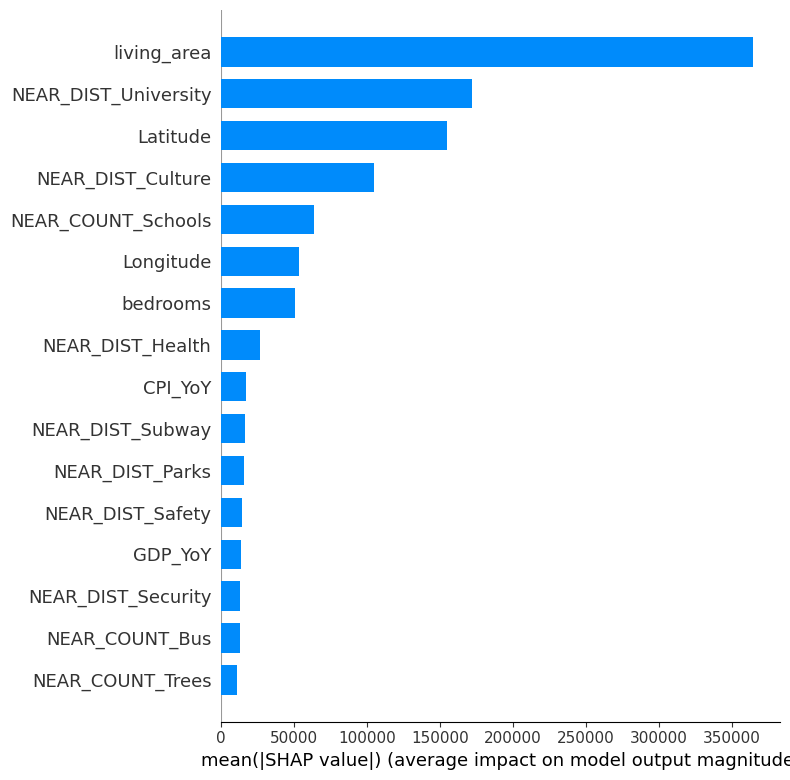 living_area
NEAR_DIST_University
Latitude
NEAR_DIST_Culture
NEAR_COUNT_Schools
Longitude
bedrooms
NEAR_DIST_Health
CPI_YoY
NEAR_DIST_Subway
NEAR_DIST_Parks
NEAR_DIST_Safety
GDP_YoY
NEAR_DIST_Security
NEAR_COUNT_Bus
NEAR_COUNT_Trees
0 50000 100000 150000 200000 250000 300000 350000
mean(|SHAP value|) (average impact on model output magnitude